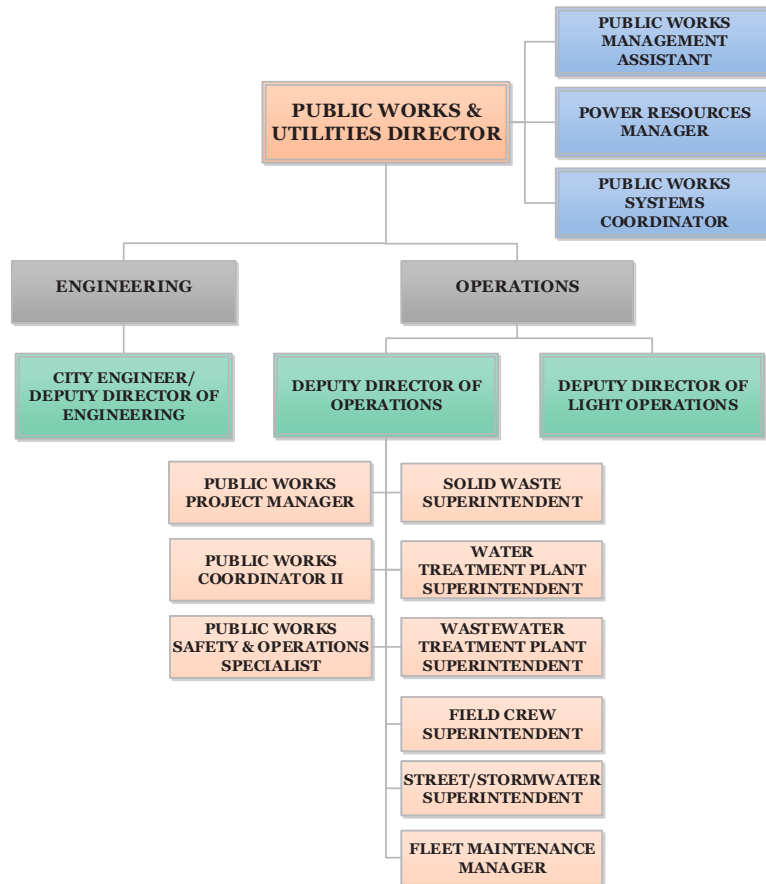 PUBLIC WORKS
MANAGEMENT
ASSISTANT
PUBLIC WORKS &
UTILITIES DIRECTOR
POWER RESOURCES
MANAGER
PUBLIC WORKS
SYSTEMS
COORDINATOR
ENGINEERING
OPERATIONS
CITY ENGINEER/
DEPUTY DIRECTOR OF
ENGINEERING
DEPUTY DIRECTOR OF
OPERATIONS
DEPUTY DIRECTOR OF
LIGHT OPERATIONS
PUBLIC WORKS
PROJECT MANAGER
SOLID WASTE
SUPERINTENDENT
PUBLIC WORKS
COORDINATOR II
WATER
TREATMENT PLANT
SUPERINTENDENT
PUBLIC WORKS
SAFETY & OPERATIONS
SPECIALIST
WASTEWATER
TREATMENT PLANT
SUPERINTENDENT
FIELD CREW
SUPERINTENDENT
STREET/STORMWATER
SUPERINTENDENT
FLEET MAINTENANCE
MANAGER